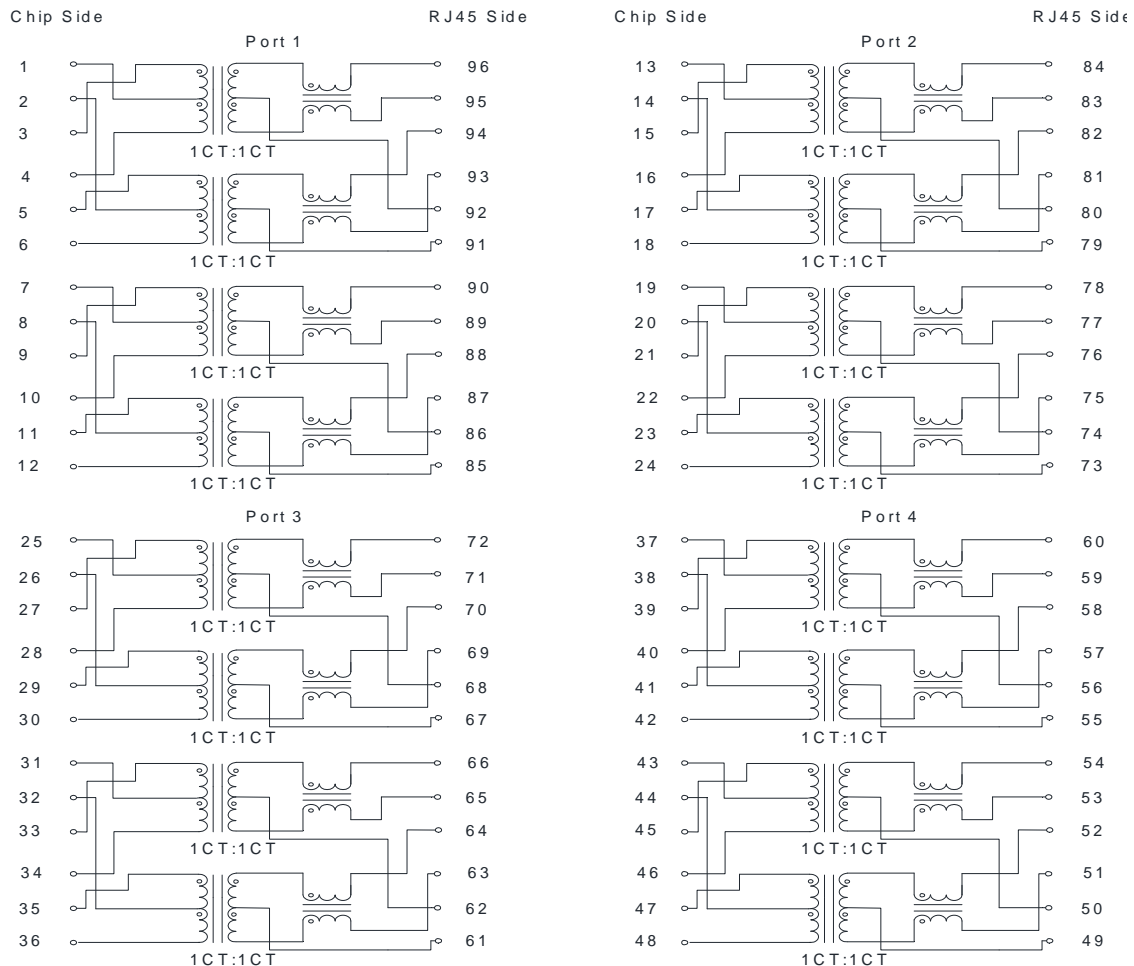 Chip Side RJ45 Side Chip Side RJ45 Side
Port 1 Port 2
1 96 13 84
2 95 14 83
3 94 15 82
1CT:1CT 1CT:1CT
4 93 16 81
5 92 17 80
6 91 18 79
1CT:1CT 1CT:1CT
7 90 19 78
8 89 20 77
9 88 21 76
1CT:1CT 1CT:1CT
10 87 22 75
11 86 23 74
12 85 24 73
1CT:1CT 1CT:1CT
Port 3 Port 4
25 72 37 60
26 71 38 59
27 70 39 58
1CT:1CT 1CT:1CT
28 69 40 57
29 68 41 56
30 67 42 55
1CT:1CT 1CT:1CT
31 66 43 54
32 65 44 53
33 64 45 52
1CT:1CT 1CT:1CT
34 63 46 51
35 62 47 50
36 61 48 49
1CT:1CT 1CT:1CT